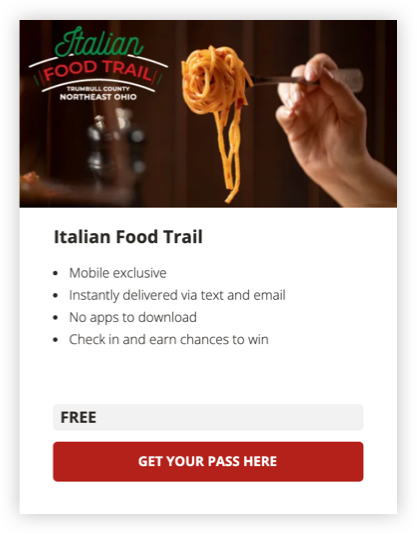 Italian
FOOD TRAIL
TRUMBULL COUNTY
NORTHEAST OHIO
Italian Food Trail
Mobile exclusive
Instantly delivered via text and email
No apps to download
Check in and earn chances to win
FREE
GET YOUR PASS HERE